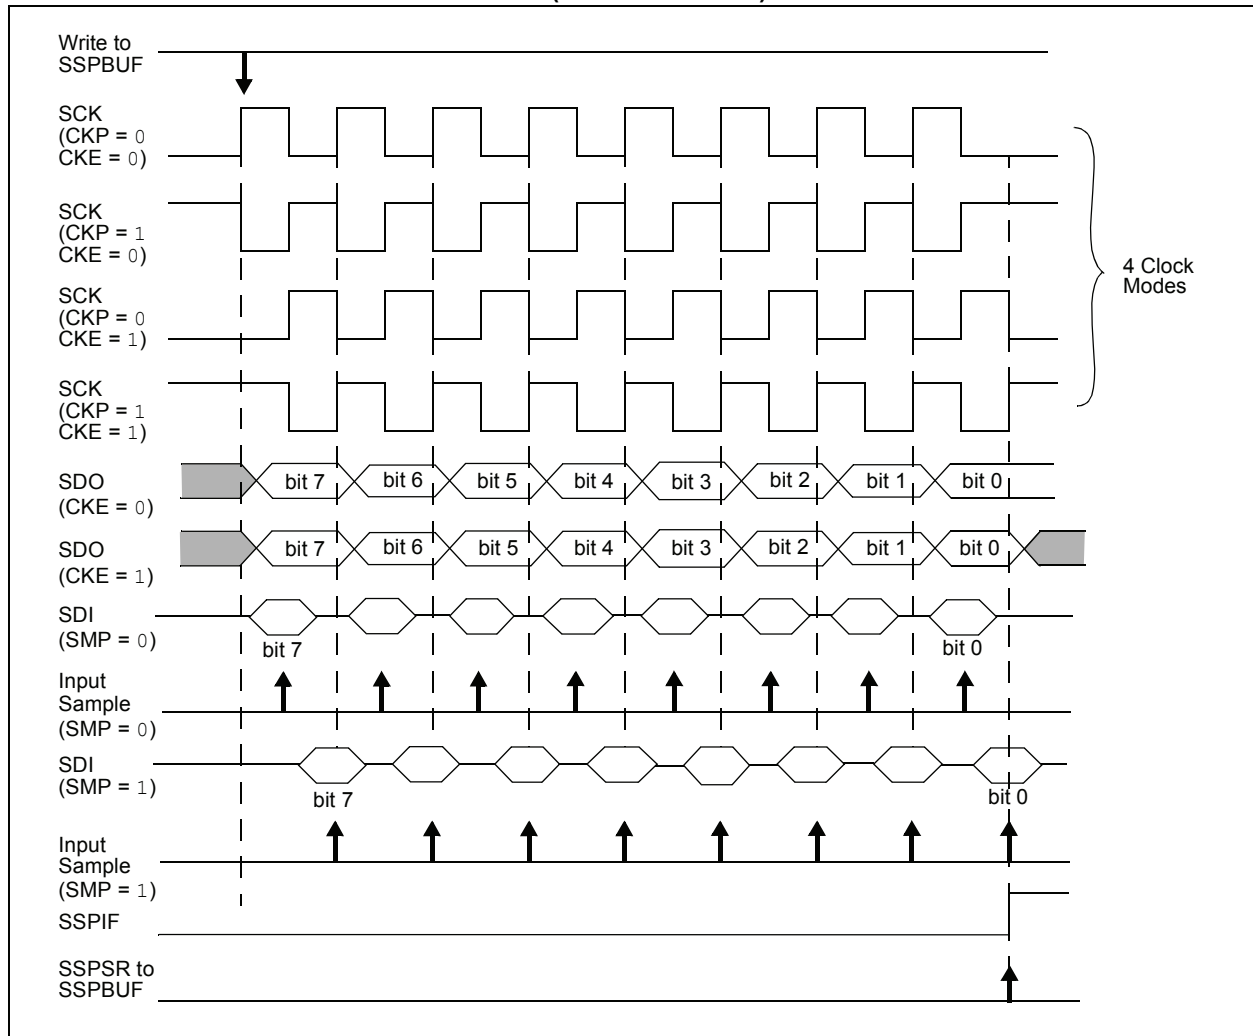 Write to
SSPBUF
SCK
(CKP = 0
CKE = 0)
SCK
(CKP = 1
CKE = 0)
SCK
(CKP = 0
CKE = 1)
SCK
(CKP = 1
CKE = 1)
4 Clock
Modes
SDO
(CKE = 0)
bit 7 bit 6 bit 5 bit 4 bit 3 bit 2 bit 1 bit 0
SDO
(CKE = 1)
bit 7 bit 6 bit 5 bit 4 bit 3 bit 2 bit 1 bit 0
SDI
(SMP = 0)
bit 7 bit 0
Input
Sample
(SMP = 0)
SDI
(SMP = 1)
bit 7 bit 0
Input
Sample
(SMP = 1)
SSPIF
SSPSR to
SSPBUF